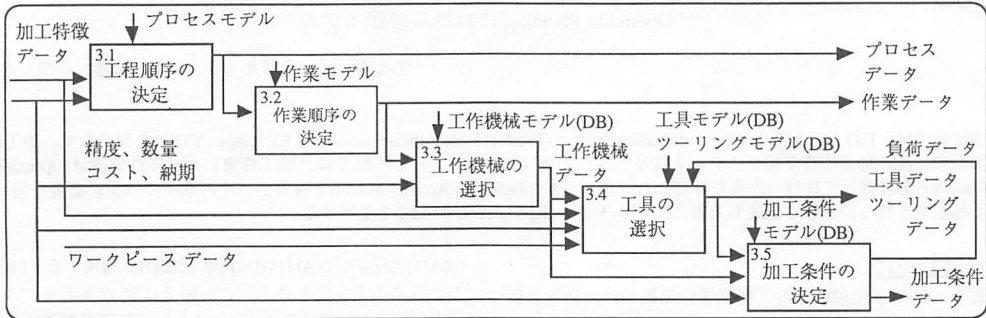 プロセスモデル
加工特徴
データ
3.1
工程順序の
決定
プロセス
データ
作業モデル
3.2
作業順序の
決定
作業データ
工作機械モデル(DB)
工具モデル(DB)
ツーリングモデル(DB)
負荷データ
精度、数量
コスト、納期
3.3
工作機械の
選択
工作機械
データ
3.4
工具の
選択
工具データ
ツーリング
データ
加工条件
モデル(DB)
ワークピース データ
3.5
加工条件の
決定
加工条件
データ